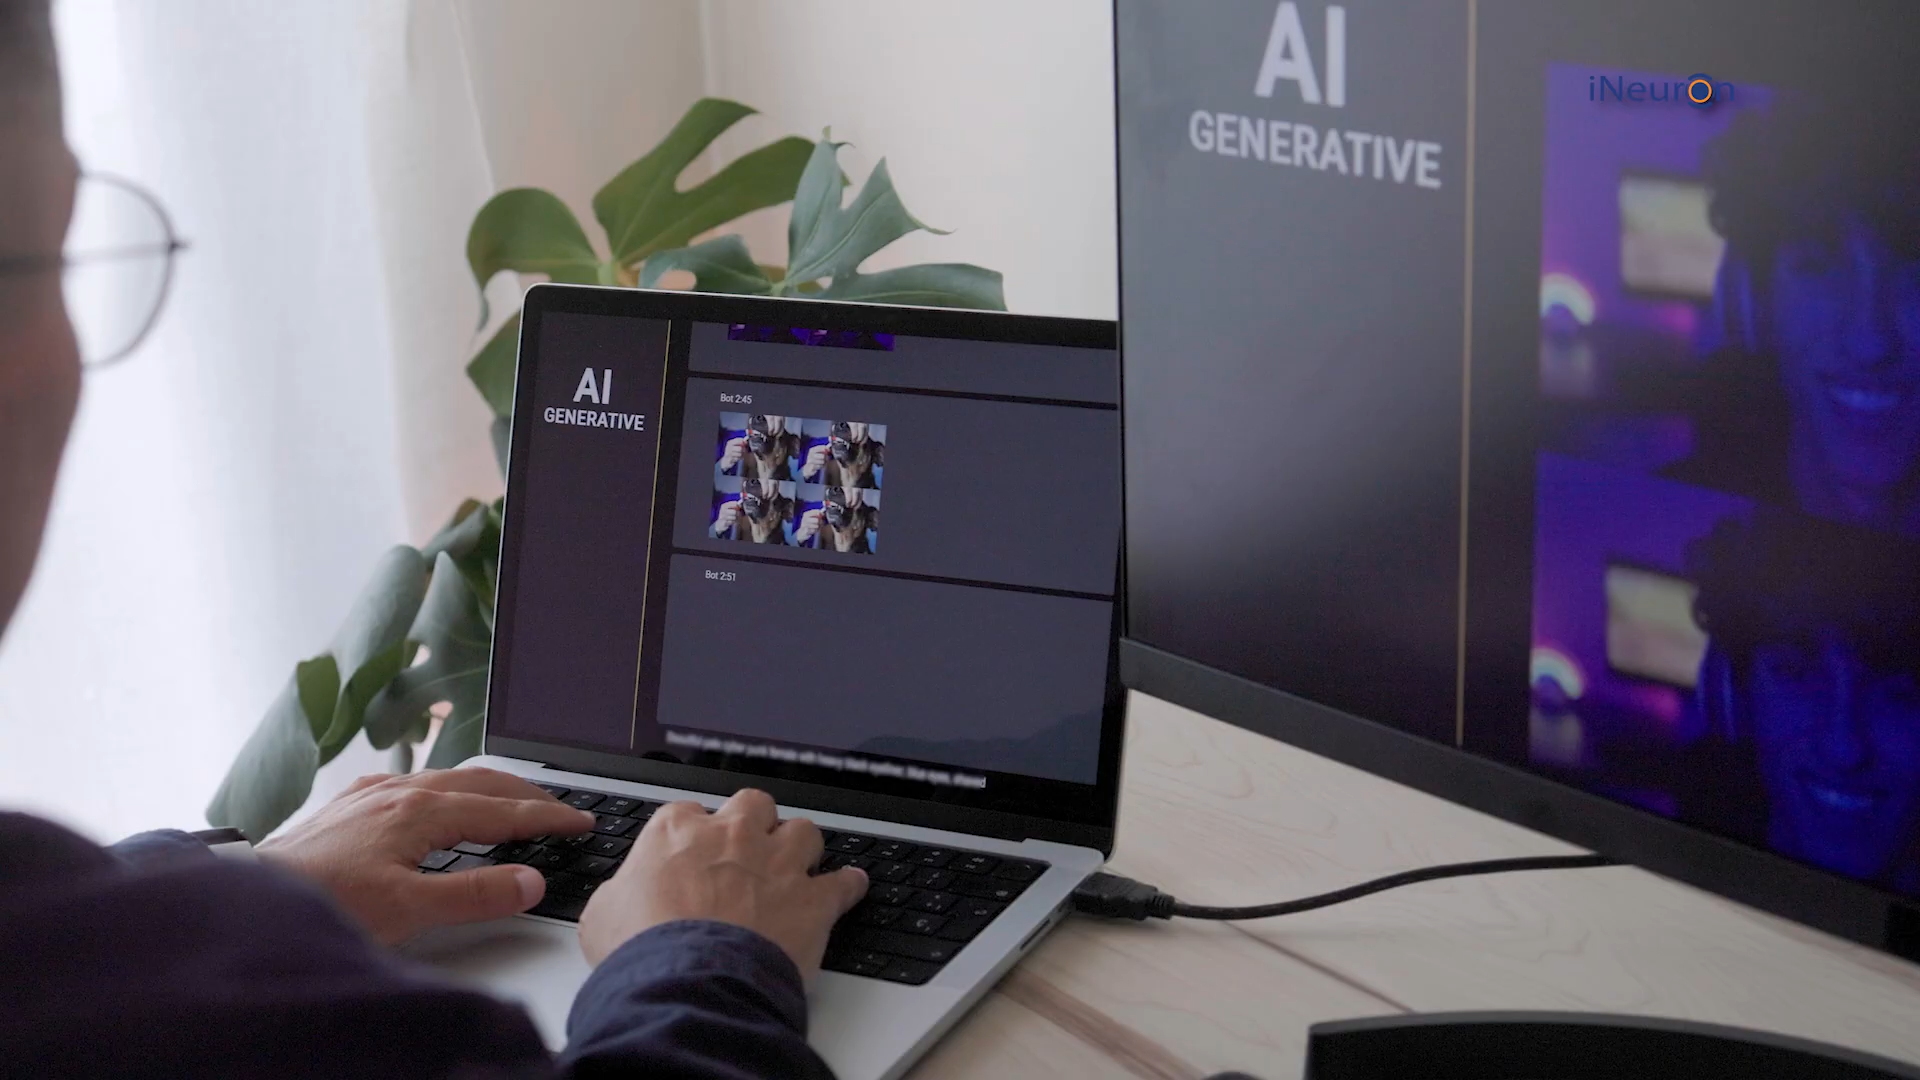 AI
GENERATIVE
iNeuron
AI
GENERATIVE
Bot 2:45
Bot 2:51